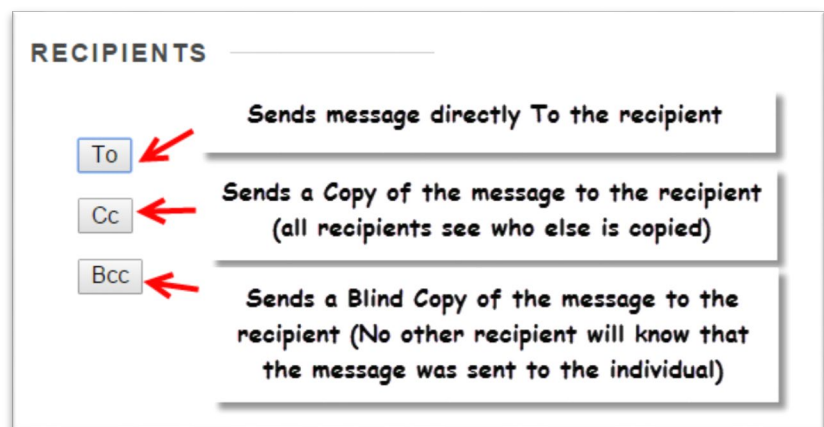 RECIPIENTS
Sends message directly To the recipient
To
Sends a Copy of the message to the recipient
(all recipients see who else is copied)
Cc
Bcc
Sends a Blind Copy of the message to the
recipient (No other recipient will know that
the message was sent to the individual)